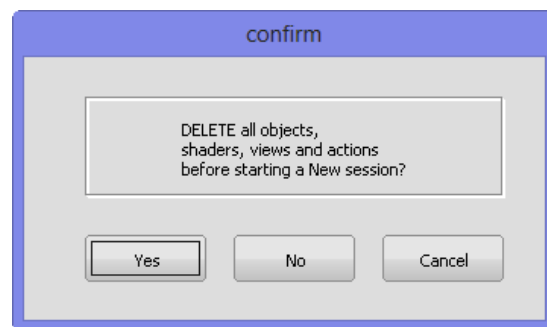 confirm
DELETE all objects,
shaders, views and actions
before starting a New session?
Yes
No
Cancel